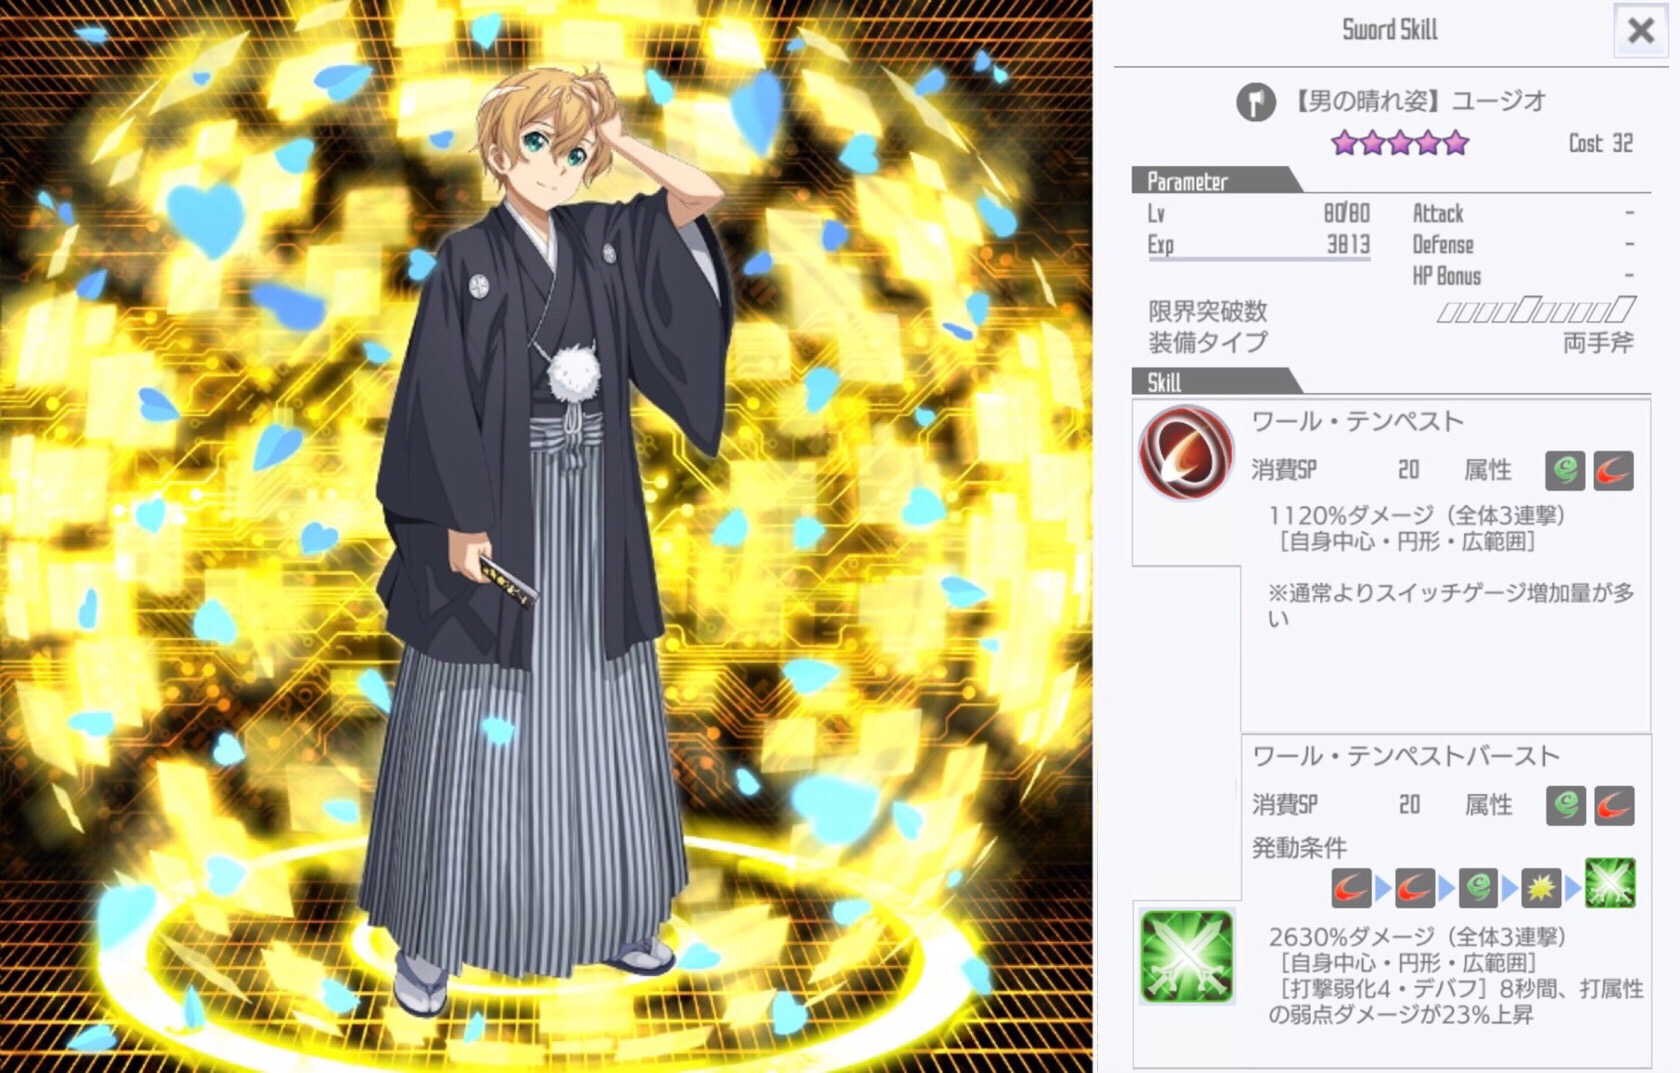 Sword Skill
【男の晴れ姿】ユージオ
Cost 32
Parameter
Lv 80/80 Attack -
Exp 3813 Defense -
HP Bonus -
限界突破数
装備タイプ 両手斧
Skill
ワール・テンペスト
消費SP 20 属性
1120%ダメージ（全体3連撃）
［自身中心・円形・広範囲］
※通常よりスイッチゲージ増加量が多
い
ワール・テンペストバースト
消費SP 20 属性
発動条件
2630%ダメージ（全体3連撃）
［自身中心・円形・広範囲］
［打撃弱化4・デバフ］8秒間、打属性
の弱点ダメージが23%上昇